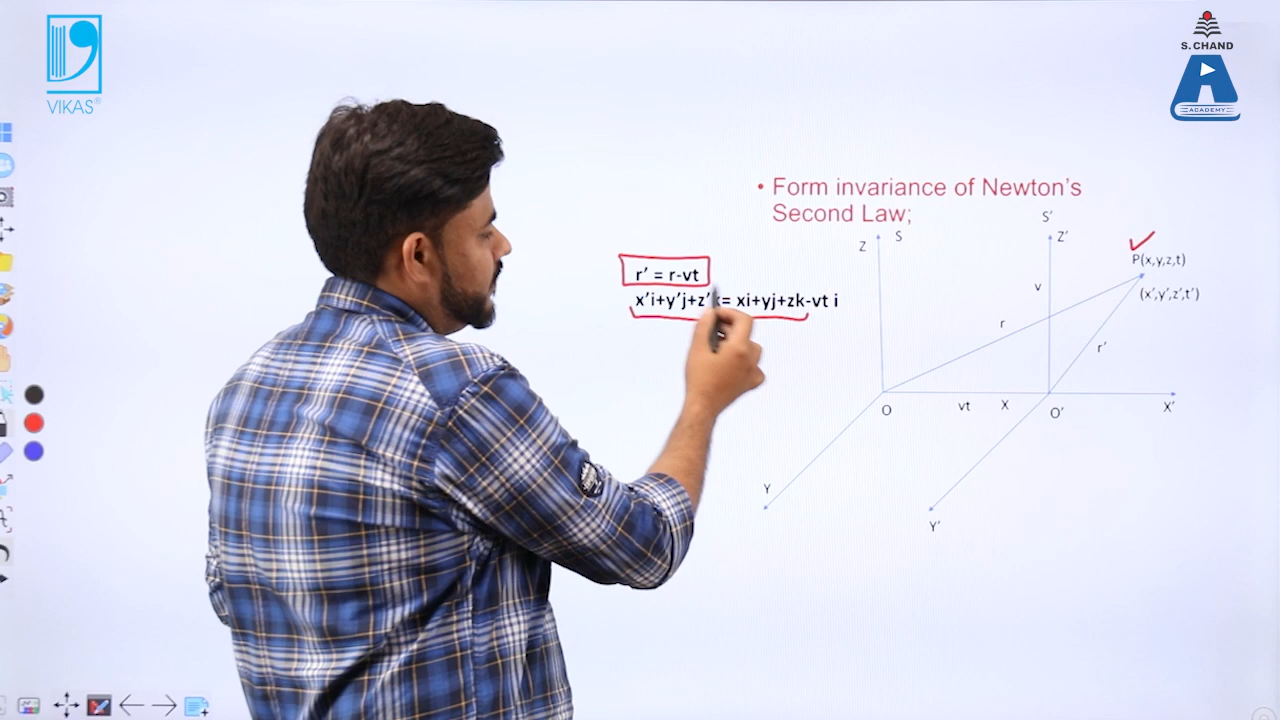 VIKAS®
S. CHAND
ACADEMY
• Form invariance of Newton's
Second Law;
r' = r-vt
x'i+y'j+z' = xi+yj+zk-vt i
Z
S
S'
Z'
P(x,y,z,t)
(x',y',z',t')
v
r
r'
O
vt
X
O'
X'
Y
Y'